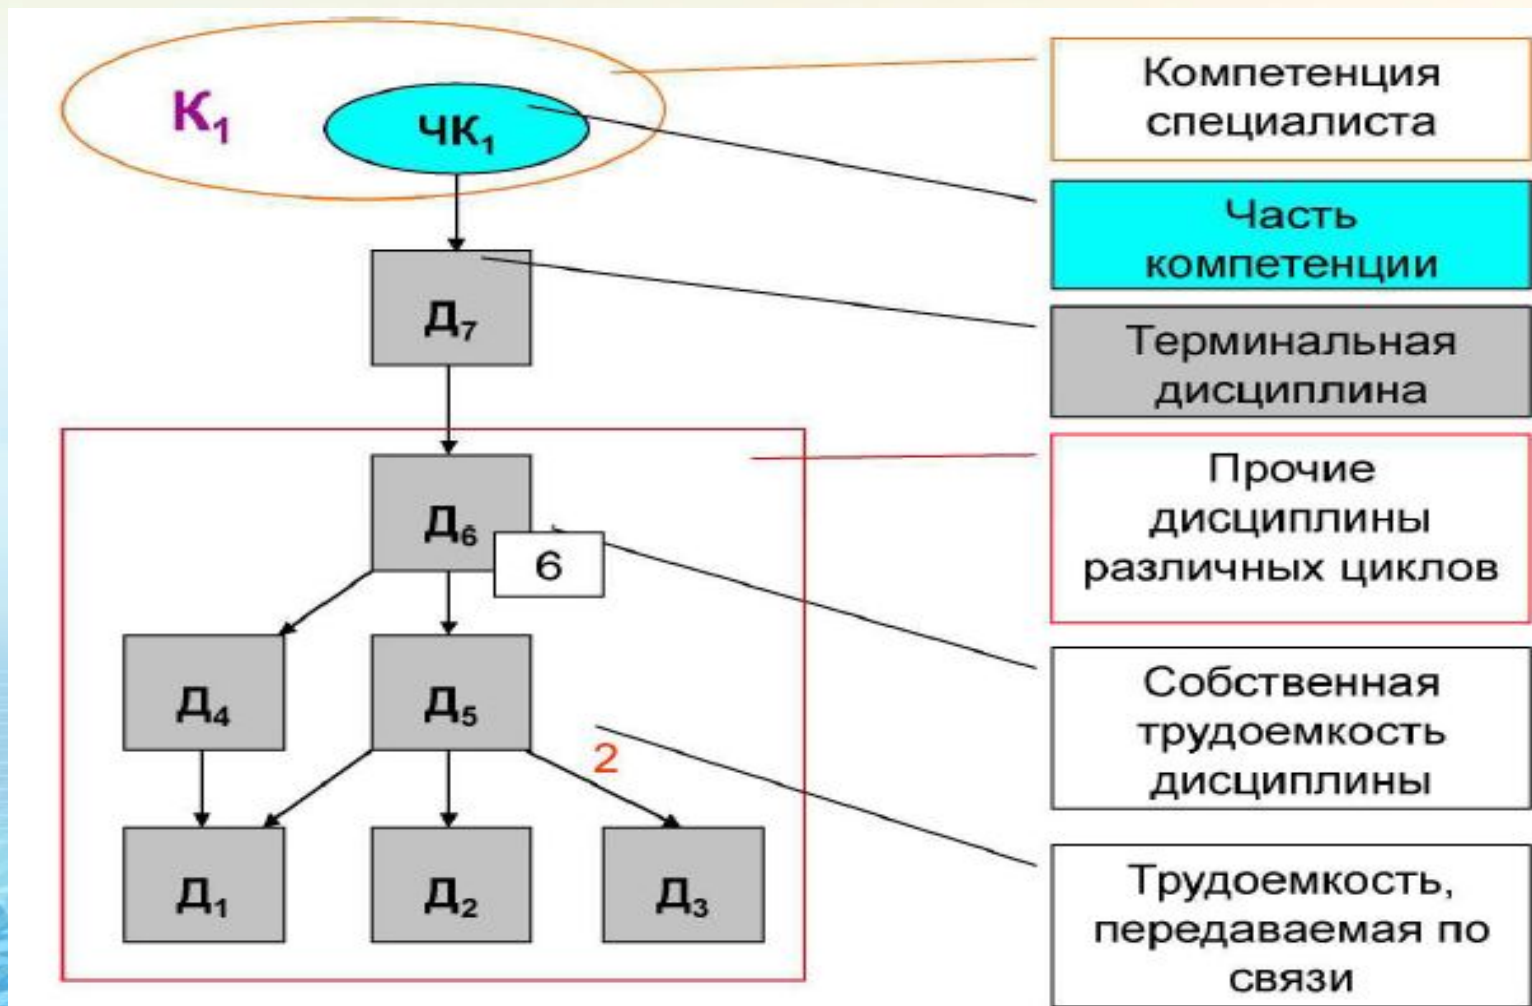 К₁
ЧК₁
Д₇
Д₆
6
Д₄
Д₅
2
Д₁
Д₂
Д₃
Компетенция
специалиста
Часть
компетенции
Терминальная
дисциплина
Прочие
дисциплины
различных циклов
Собственная
трудоемкость
дисциплины
Трудоемкость,
передаваемая по
связи